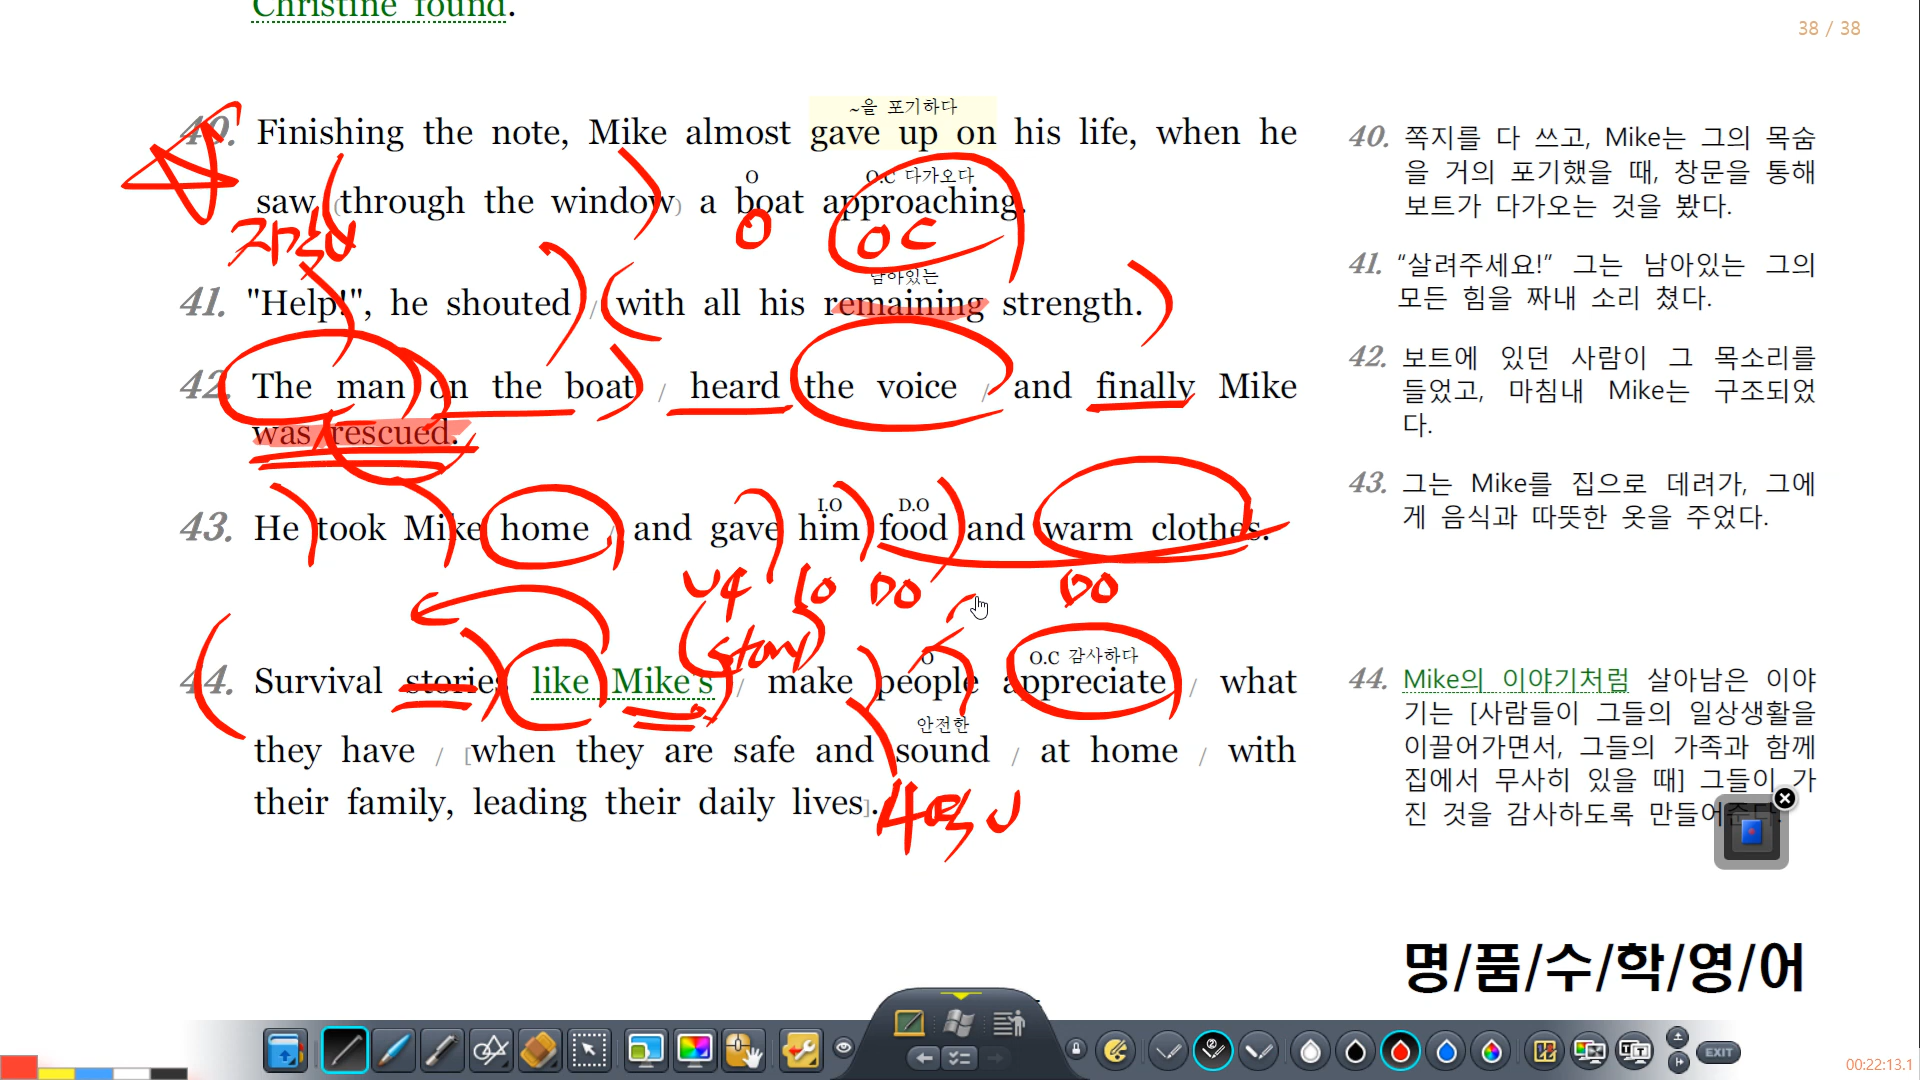 Christine found.
38 / 38
~을 포기하다
40. Finishing the note, Mike almost gave up on his life, when he
O
O.C 다가오다
saw (through the window) a boat approaching.
O
O C
남아있는
41. "Help!", he shouted / with all his remaining strength.
42. The man on the boat / heard the voice / and finally Mike
was rescued.
I.O D.O
43. He took Mike home / and gave him food and warm clothes.
IO DO DO
O
O.C 감사하다
44. Survival stories like Mike's / make people appreciate / what
안전한
they have / [when they are safe and sound / at home / with
their family, leading their daily lives].
40. 쪽지를 다 쓰고, Mike는 그의 목숨
을 거의 포기했을 때, 창문을 통해
보트가 다가오는 것을 봤다.
41. “살려주세요!” 그는 남아있는 그의
모든 힘을 짜내 소리 쳤다.
42. 보트에 있던 사람이 그 목소리를
들었고, 마침내 Mike는 구조되었
다.
43. 그는 Mike를 집으로 데려가, 그에
게 음식과 따뜻한 옷을 주었다.
44. Mike의 이야기처럼 살아남은 이야
기는 [사람들이 그들의 일상생활을
이끌어가면서, 그들의 가족과 함께
집에서 무사히 있을 때] 그들이 가
진 것을 감사하도록 만들어준다.
명/품/수/학/영/어
EXIT
00:22:13.1